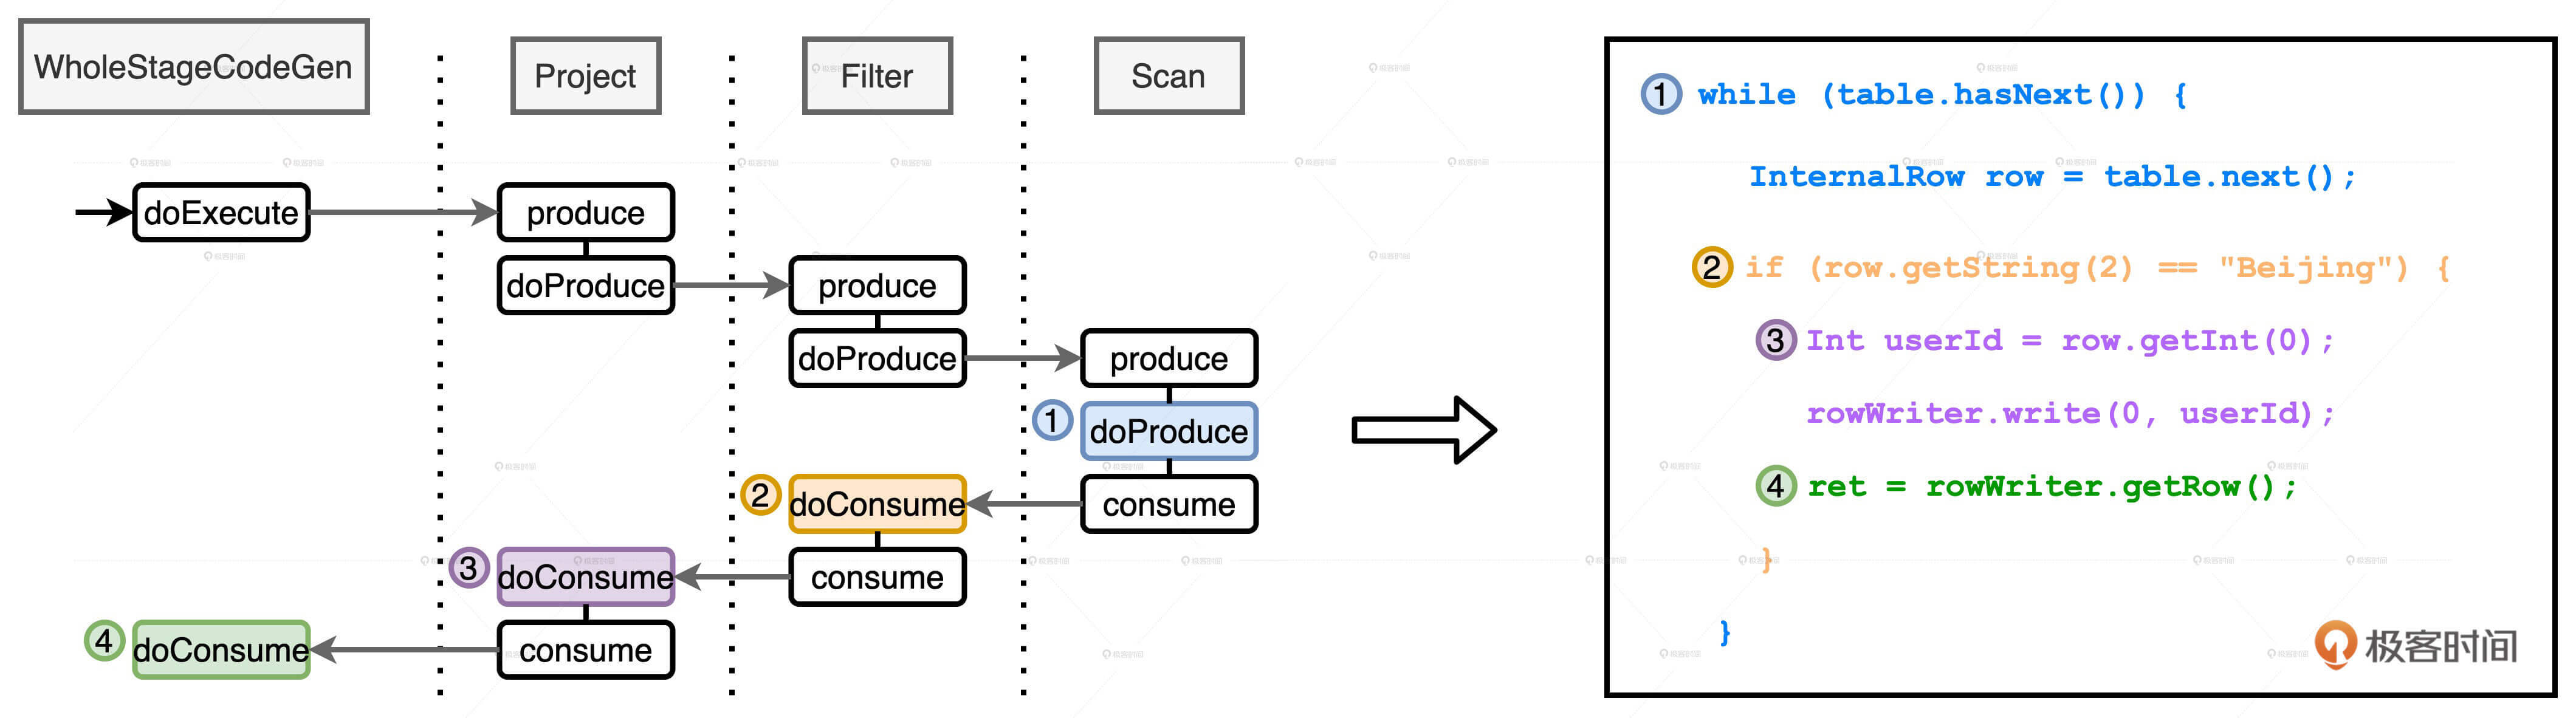 WholeStageCodeGen
Project
Filter
Scan
doExecute
produce
doProduce
produce
doProduce
produce
1 doProduce
consume
2 doConsume
consume
3 doConsume
consume
4 doConsume
1 while (table.hasNext()) {
InternalRow row = table.next();
2 if (row.getString(2) == "Beijing") {
3 Int userId = row.getInt(0);
rowWriter.write(0, userId);
4 ret = rowWriter.getRow();
}
}
极客时间